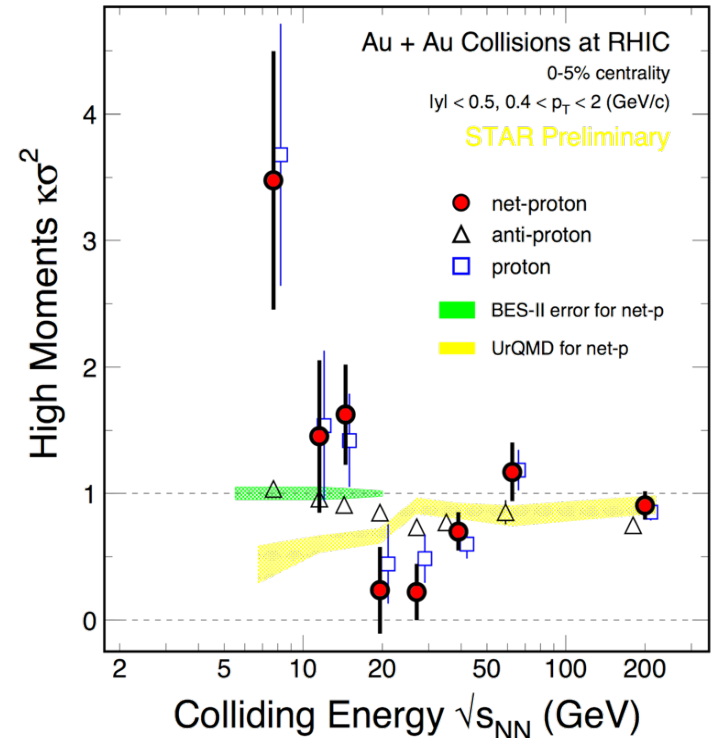 Au + Au Collisions at RHIC
0-5% centrality
|y| < 0.5, 0.4 < p_T < 2 (GeV/c)
STAR Preliminary
net-proton
anti-proton
proton
BES-II error for net-p
UrQMD for net-p
High Moments κσ²
4
3
2
1
0
2 5 10 20 50 100 200
Colliding Energy √s_NN (GeV)